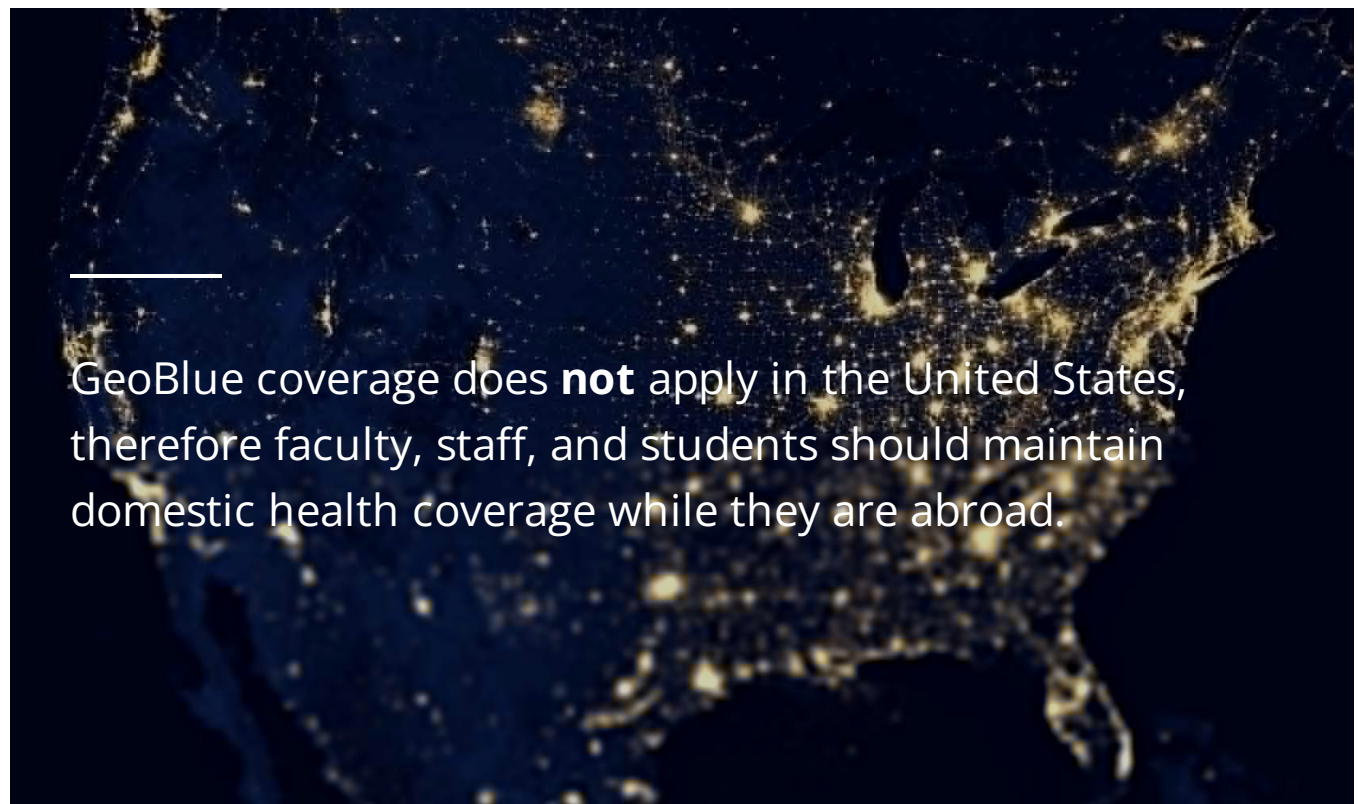 GeoBlue coverage does not apply in the United States,
therefore faculty, staff, and students should maintain
domestic health coverage while they are abroad.